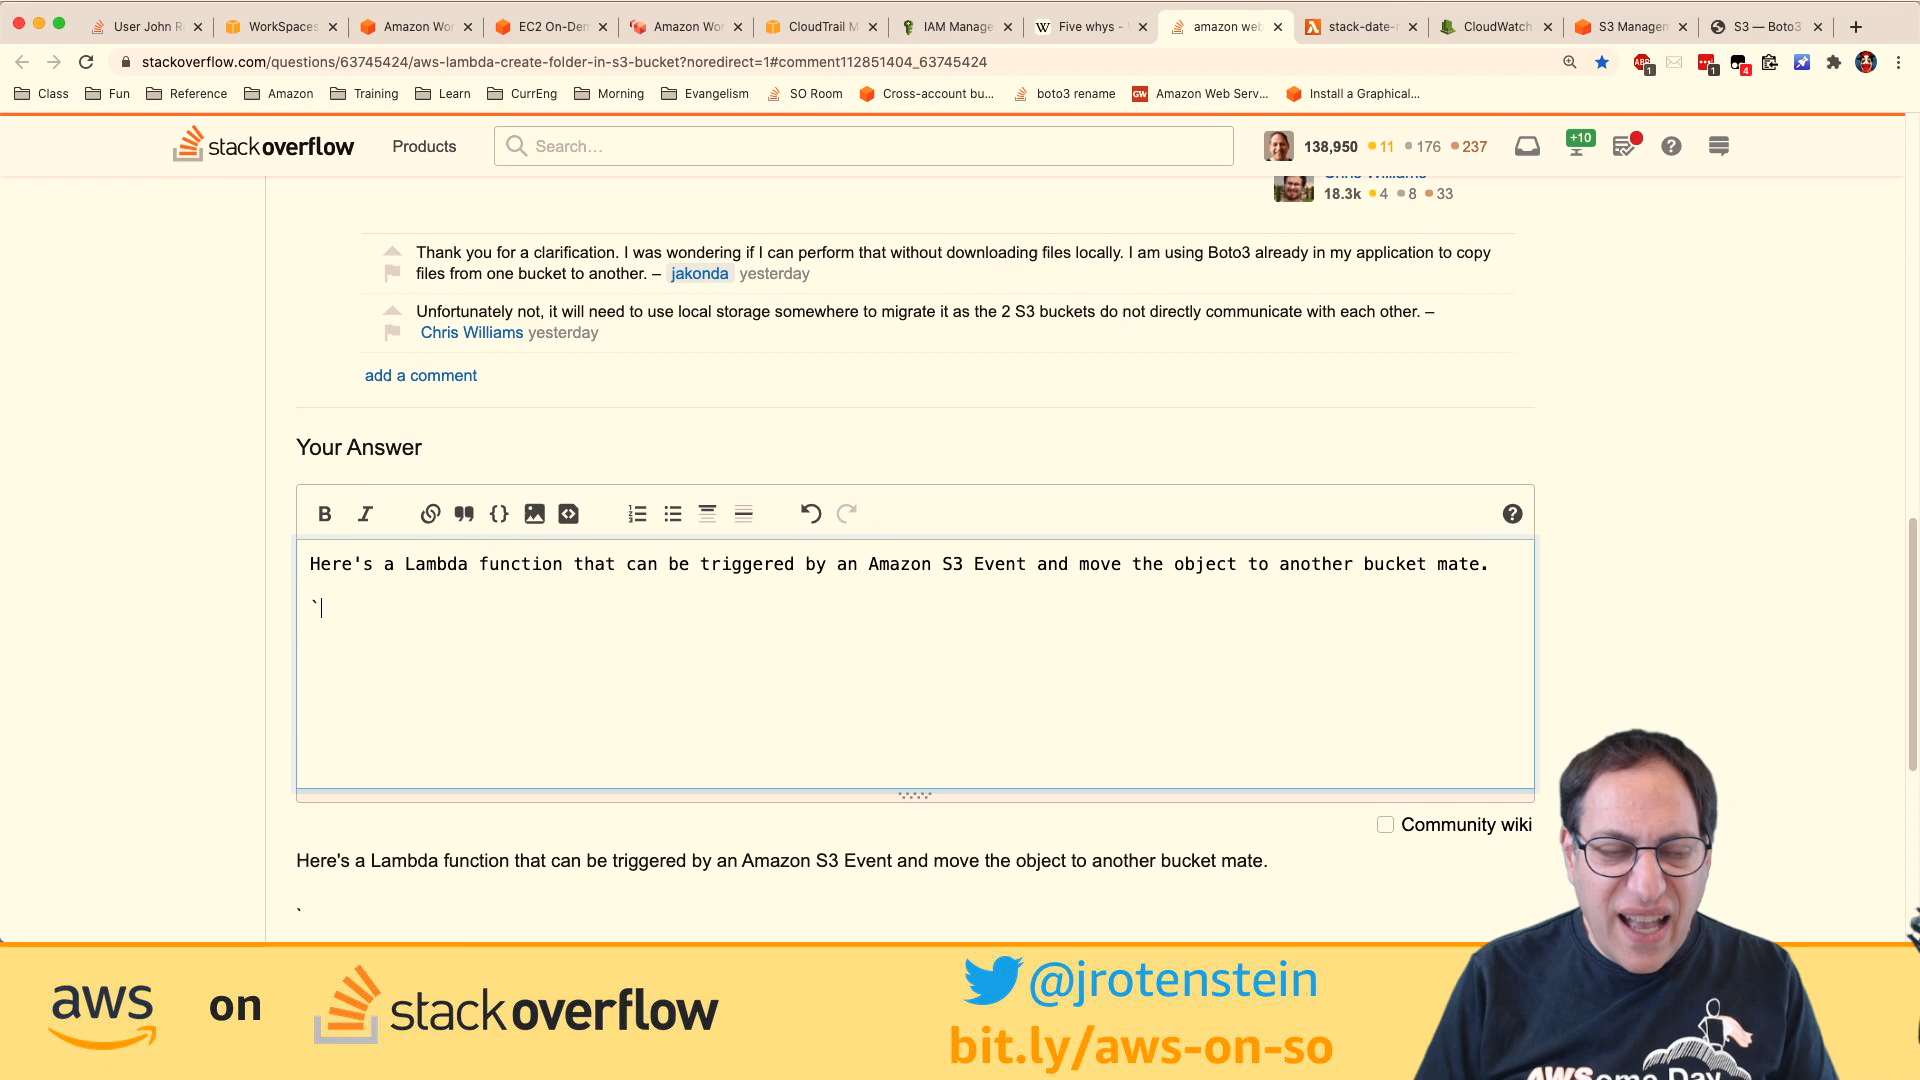 User John R
WorkSpaces
Amazon Wor
EC2 On-Dem
Amazon Wor
CloudTrail M
IAM Manage
Five whys -
amazon web
stack-date-
CloudWatch
S3 Managem
S3 — Boto3
stackoverflow.com/questions/63745424/aws-lambda-create-folder-in-s3-bucket?noredirect=1#comment112851404_63745424
Class Fun Reference Amazon Training Learn CurrEng Morning Evangelism SO Room Cross-account bu... boto3 rename Amazon Web Serv... Install a Graphical...
stackoverflow Products Search… 138,950 11 176 237 +10
Chris Williams
18.3k 4 8 33
Thank you for a clarification. I was wondering if I can perform that without downloading files locally. I am using Boto3 already in my application to copy
files from one bucket to another. – jakonda yesterday
Unfortunately not, it will need to use local storage somewhere to migrate it as the 2 S3 buckets do not directly communicate with each other. –
Chris Williams yesterday
add a comment
Your Answer
Here's a Lambda function that can be triggered by an Amazon S3 Event and move the object to another bucket mate.
`
Community wiki
Here's a Lambda function that can be triggered by an Amazon S3 Event and move the object to another bucket mate.
`
aws on stackoverflow
@jrotenstein
bit.ly/aws-on-so
AWSome Day